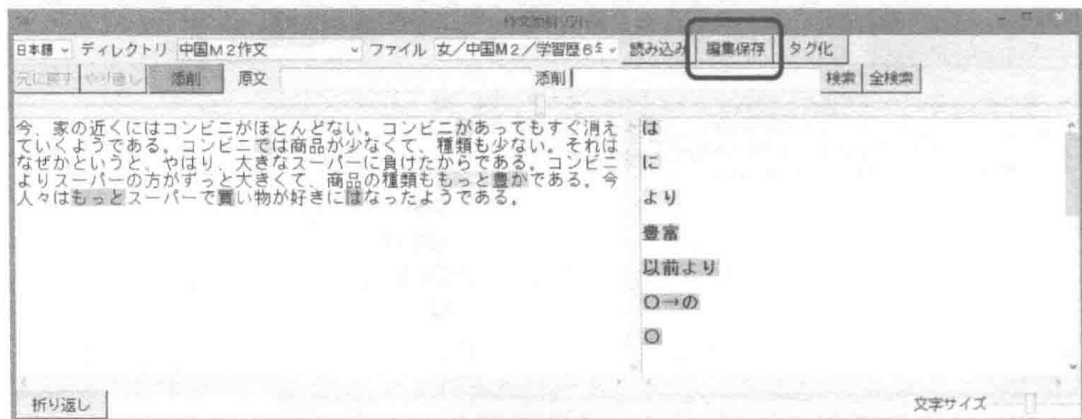 日本語 ディレクトリ 中国M2作文 ファイル 女／中国M2／学習歴6 読み込み 編集保存 タグ化
元に戻す やり直し 添削 原文 添削 検索 全検索
今、家の近くにはコンビニがほとんどない。コンビニがあってもすぐ消え
ていくようである。コンビニでは商品が少なくて、種類も少ない。それは
なぜかというと、やはり、大きなスーパーに負けたからである。コンビニ
よりスーパーの方がずっと大きくて、商品の種類ももっと豊かである。今
人々はもっとスーパーで買い物が好きにはなったようである。
は
に
より
豊富
以前より
〇→の
〇
折り返し 文字サイズ